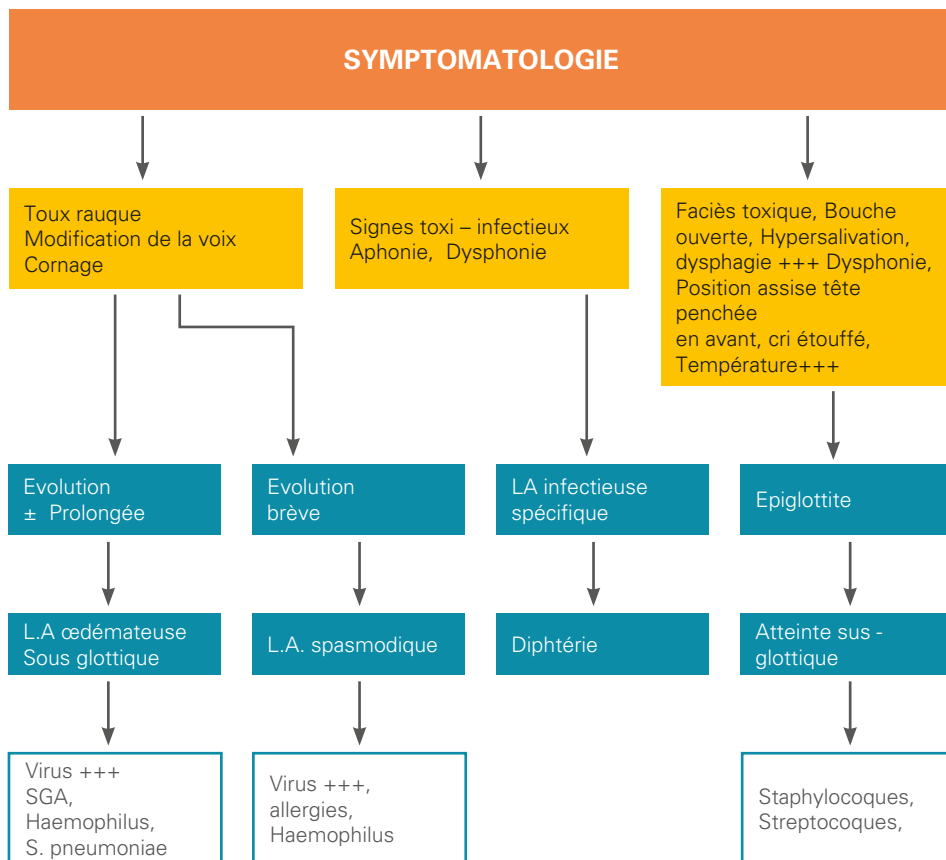 SYMPTOMATOLOGIE
Toux rauque
Modification de la voix
Cornage
Signes toxi – infectieux
Aphonie, Dysphonie
Faciès toxique, Bouche
ouverte, Hypersalivation,
dysphagie +++ Dysphonie,
Position assise tête
penchée
en avant, cri étouffé,
Température+++
Evolution
± Prolongée
Evolution
brève
LA infectieuse
spécifique
Epiglottite
L.A œdémateuse
Sous glottique
L.A. spasmodique
Diphtérie
Atteinte sus -
glottique
Virus +++
SGA,
Haemophilus,
S. pneumoniae
Virus +++,
allergies,
Haemophilus
Staphylocoques,
Streptocoques,